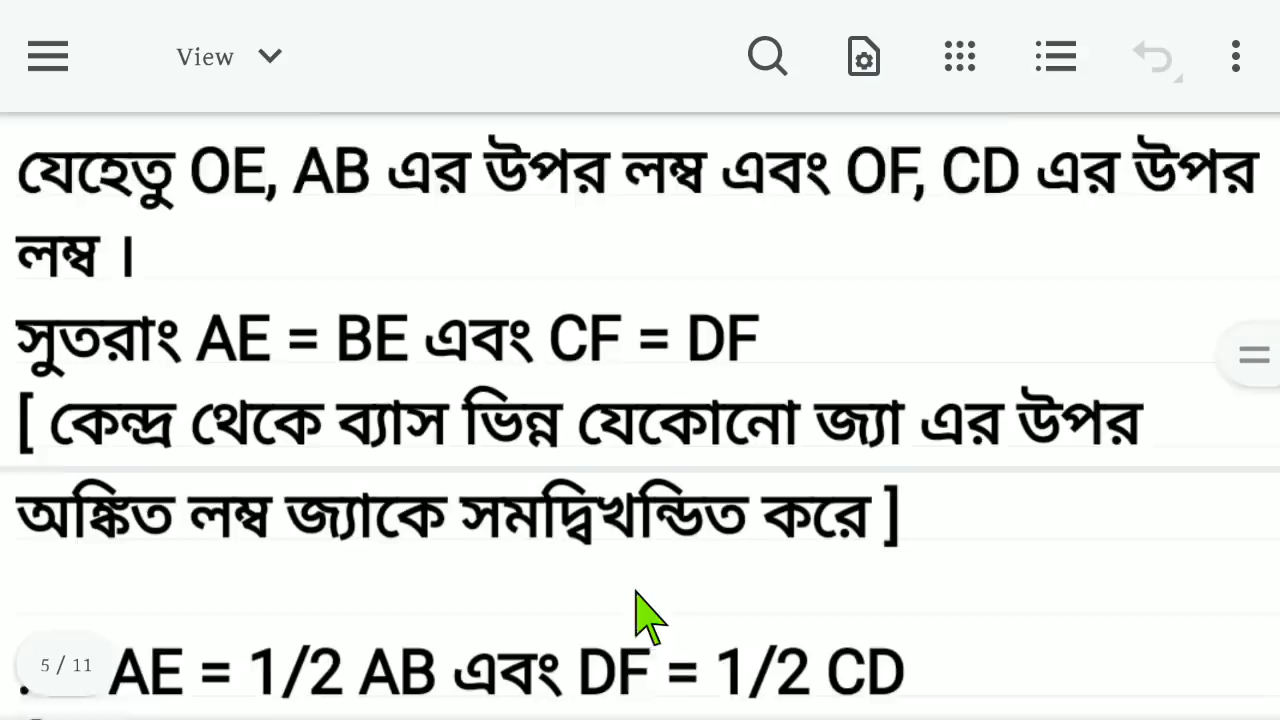 View
যেহেতু OE, AB এর উপর লম্ব এবং OF, CD এর উপর
লম্ব ।
সুতরাং AE = BE এবং CF = DF
[ কেন্দ্র থেকে ব্যাস ভিন্ন যেকোনো জ্যা এর উপর
অঙ্কিত লম্ব জ্যাকে সমদ্বিখন্ডিত করে ]
5 / 11
AE = 1/2 AB এবং DF = 1/2 CD